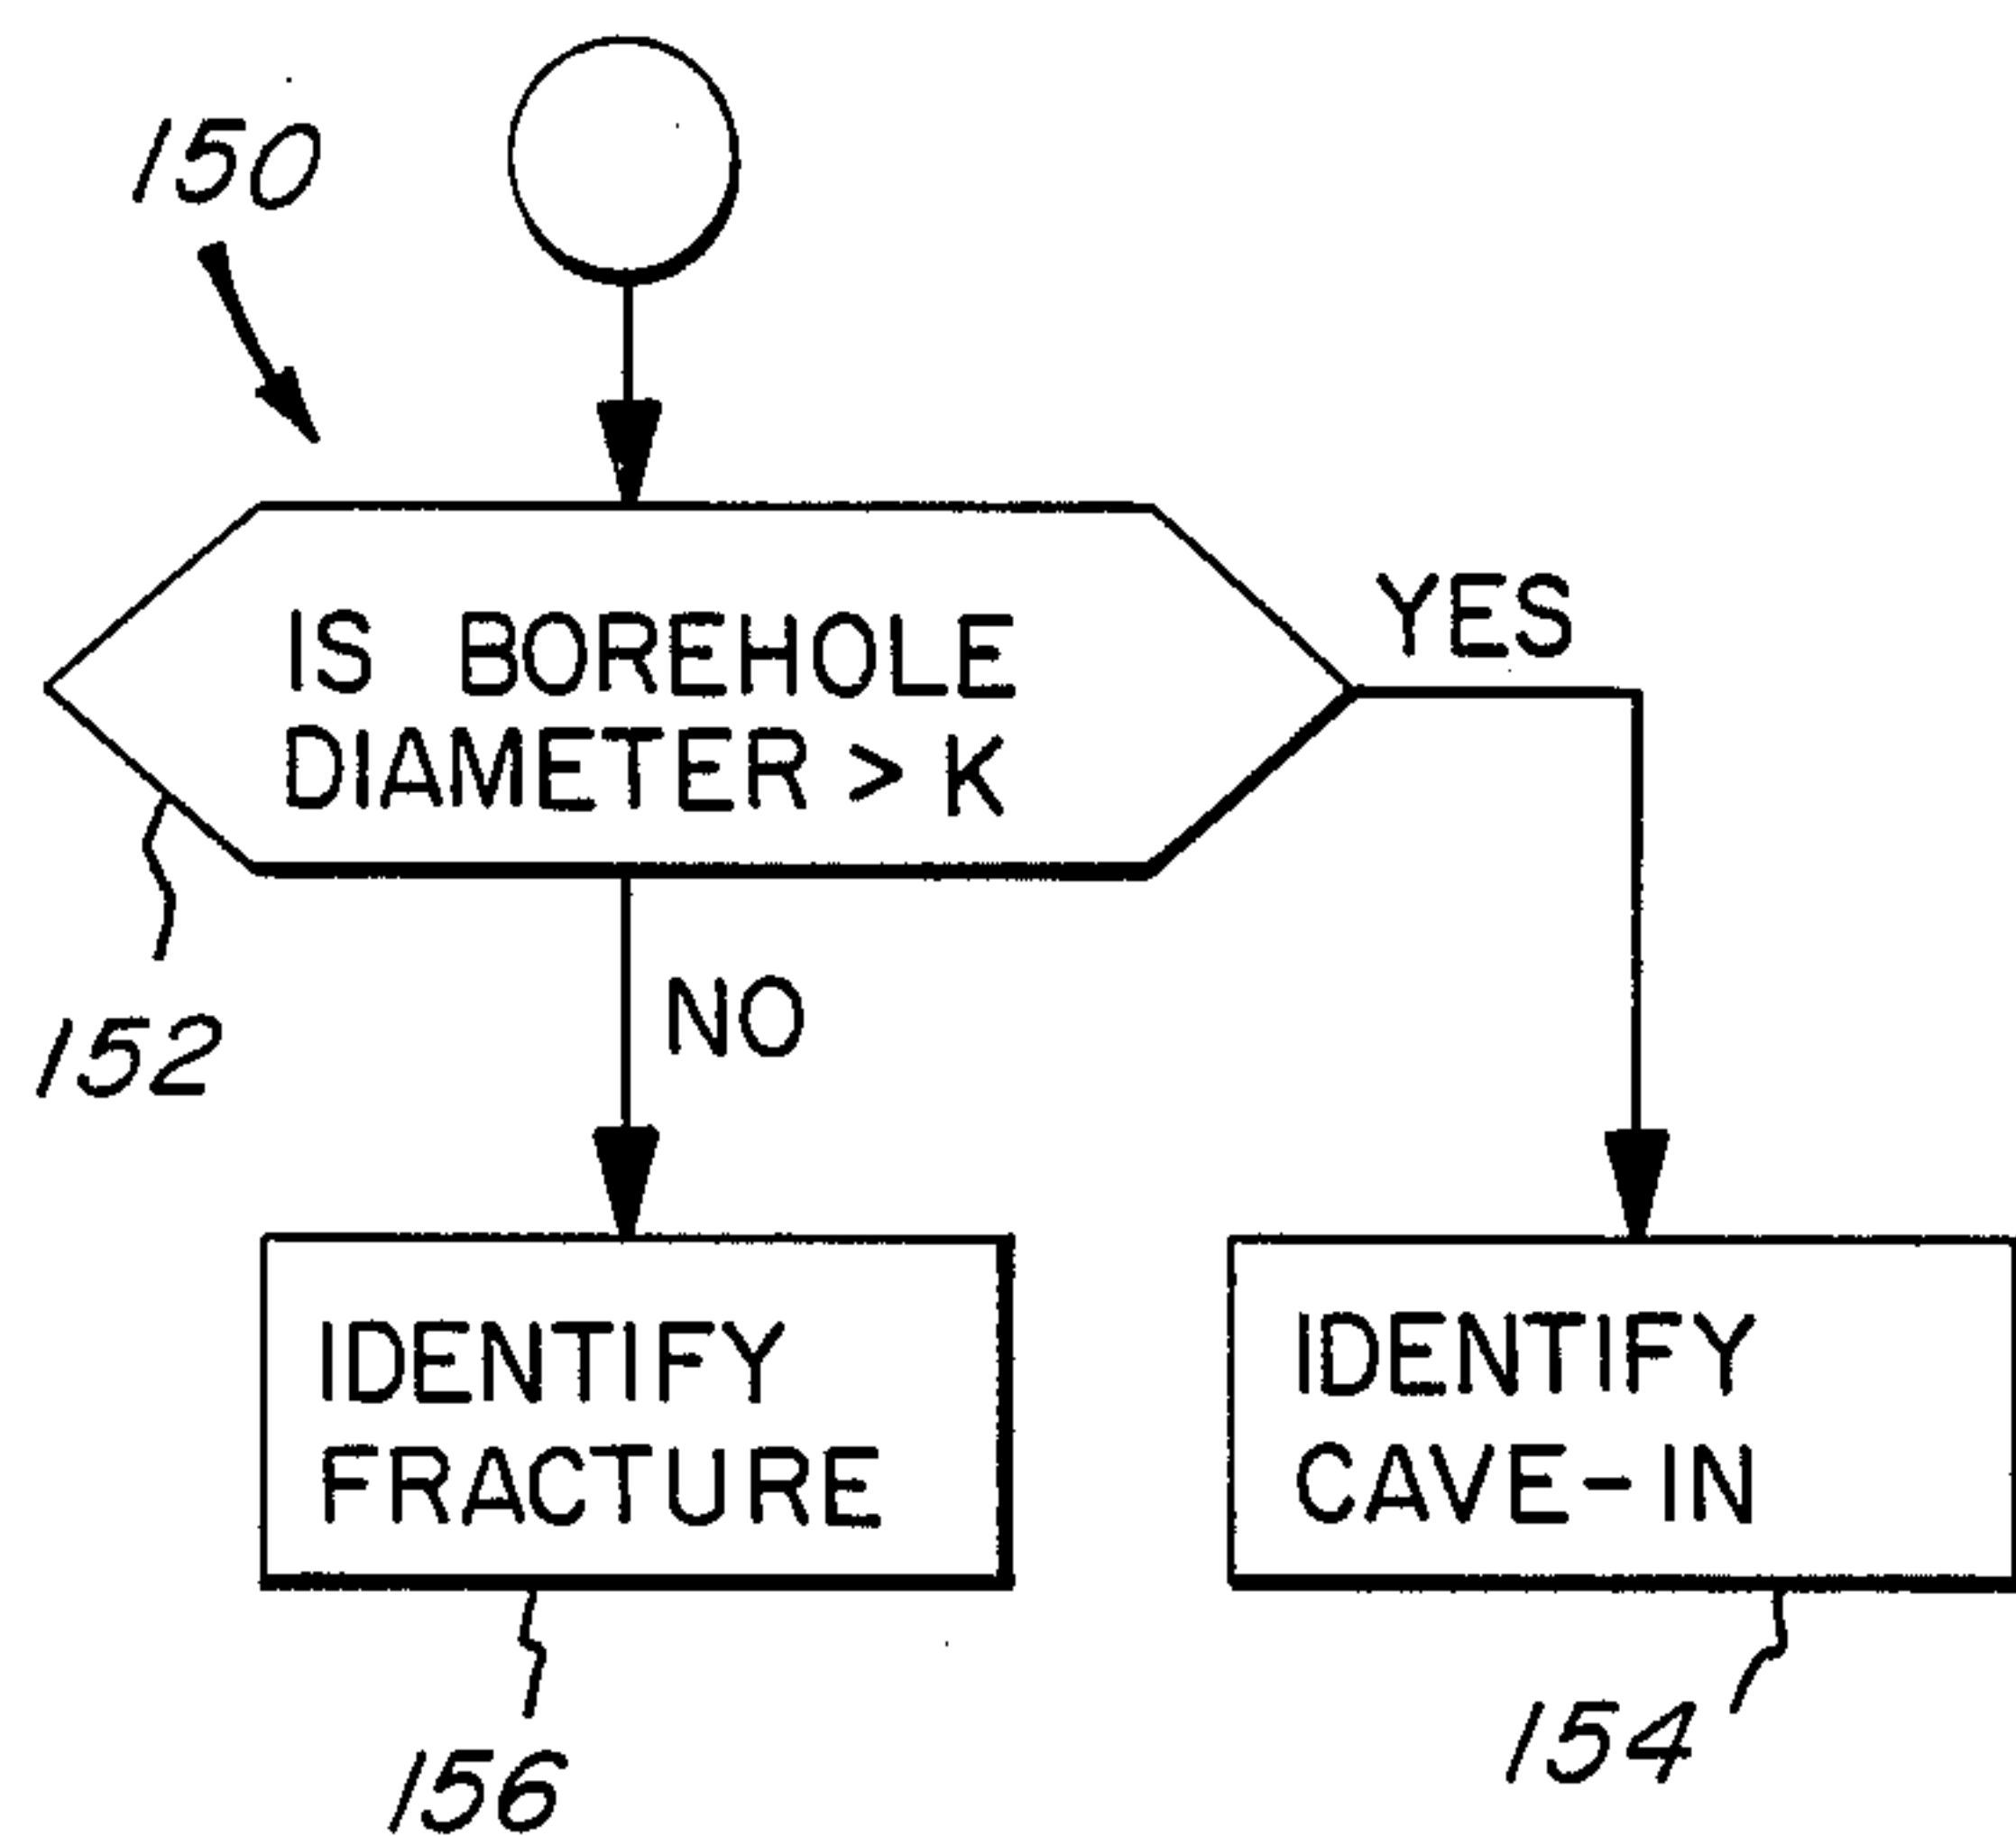 150
IS BOREHOLE
DIAMETER > K
YES
152
NO
IDENTIFY
FRACTURE
IDENTIFY
CAVE-IN
156
154